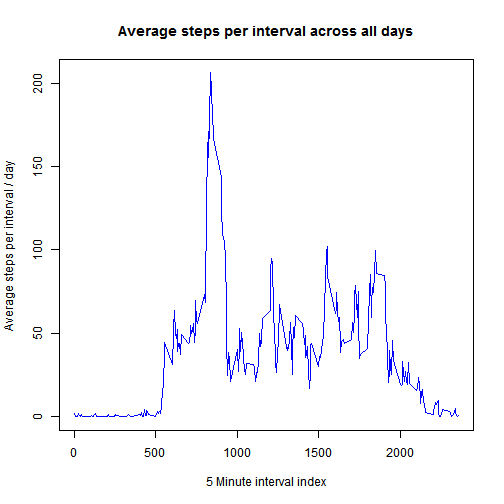 Average steps per interval across all days
Average steps per interval / day
200
150
100
50
0
0 500 1000 1500 2000
5 Minute interval index